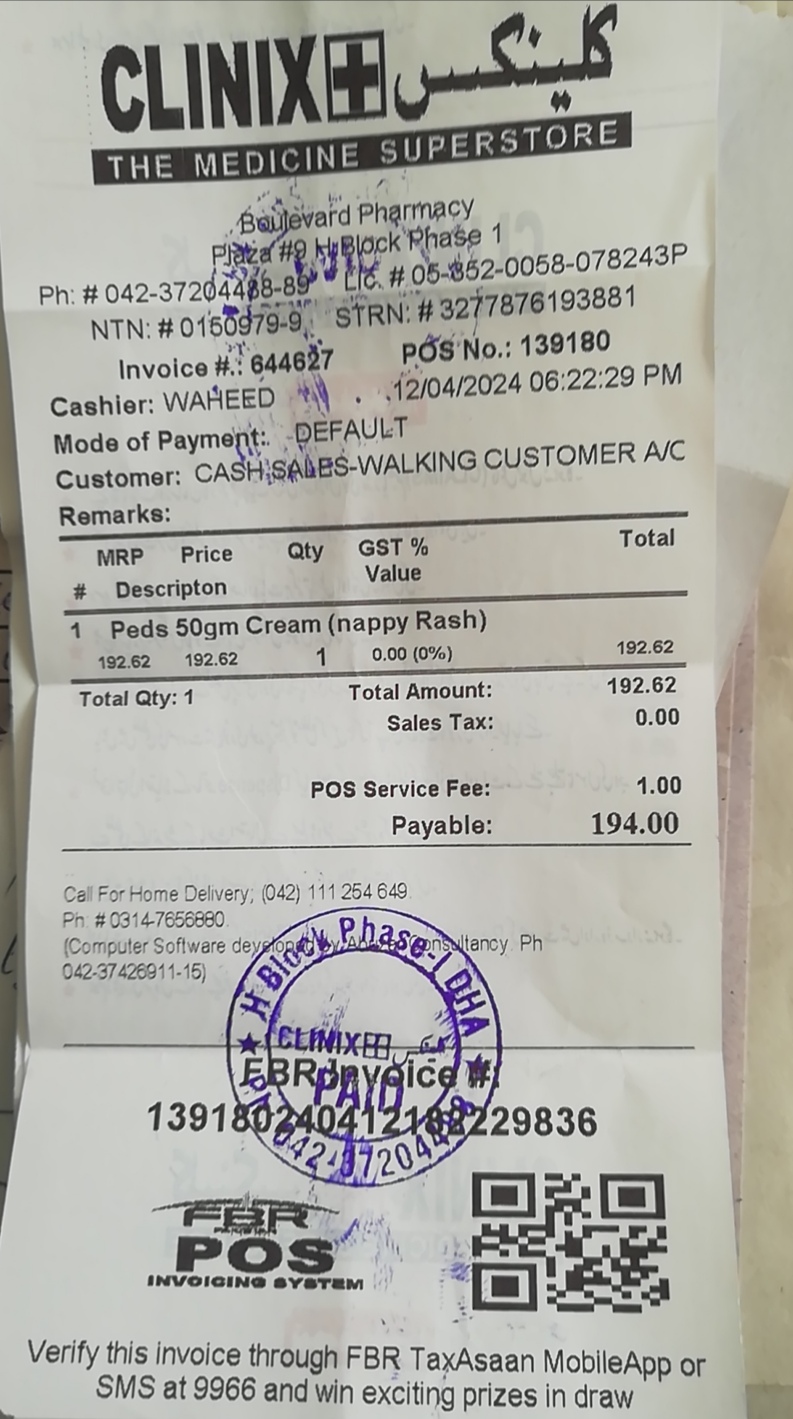 CLINIX کلینکس
THE MEDICINE SUPERSTORE
Boulevard Pharmacy
Plaza #9 H Block Phase 1
Ph: # 042-37204488-89 Lic. # 05-352-0058-078243P
NTN: # 0150979-9 STRN: # 3277876193881
Invoice #.: 644627 POS No.: 139180
Cashier: WAHEED 12/04/2024 06:22:29 PM
Mode of Payment: DEFAULT
Customer: CASH SALES-WALKING CUSTOMER A/C
Remarks:
MRP Price Qty GST % Total
Value
# Descripton
1 Peds 50gm Cream (nappy Rash)
192.62 192.62 1 0.00 (0%) 192.62
Total Qty: 1 Total Amount: 192.62
Sales Tax: 0.00
POS Service Fee: 1.00
Payable: 194.00
Call For Home Delivery; (042) 111 254 649.
Ph: # 0314-7656880.
(Computer Software developed by Consultancy. Ph
042-37426911-15)
H Block Phase-I DHA
CLINIX کلینکس
PAID
FBR Invoice #:
FBR
POS
INVOICING SYSTEM
Verify this invoice through FBR TaxAsaan MobileApp or
SMS at 9966 and win exciting prizes in draw